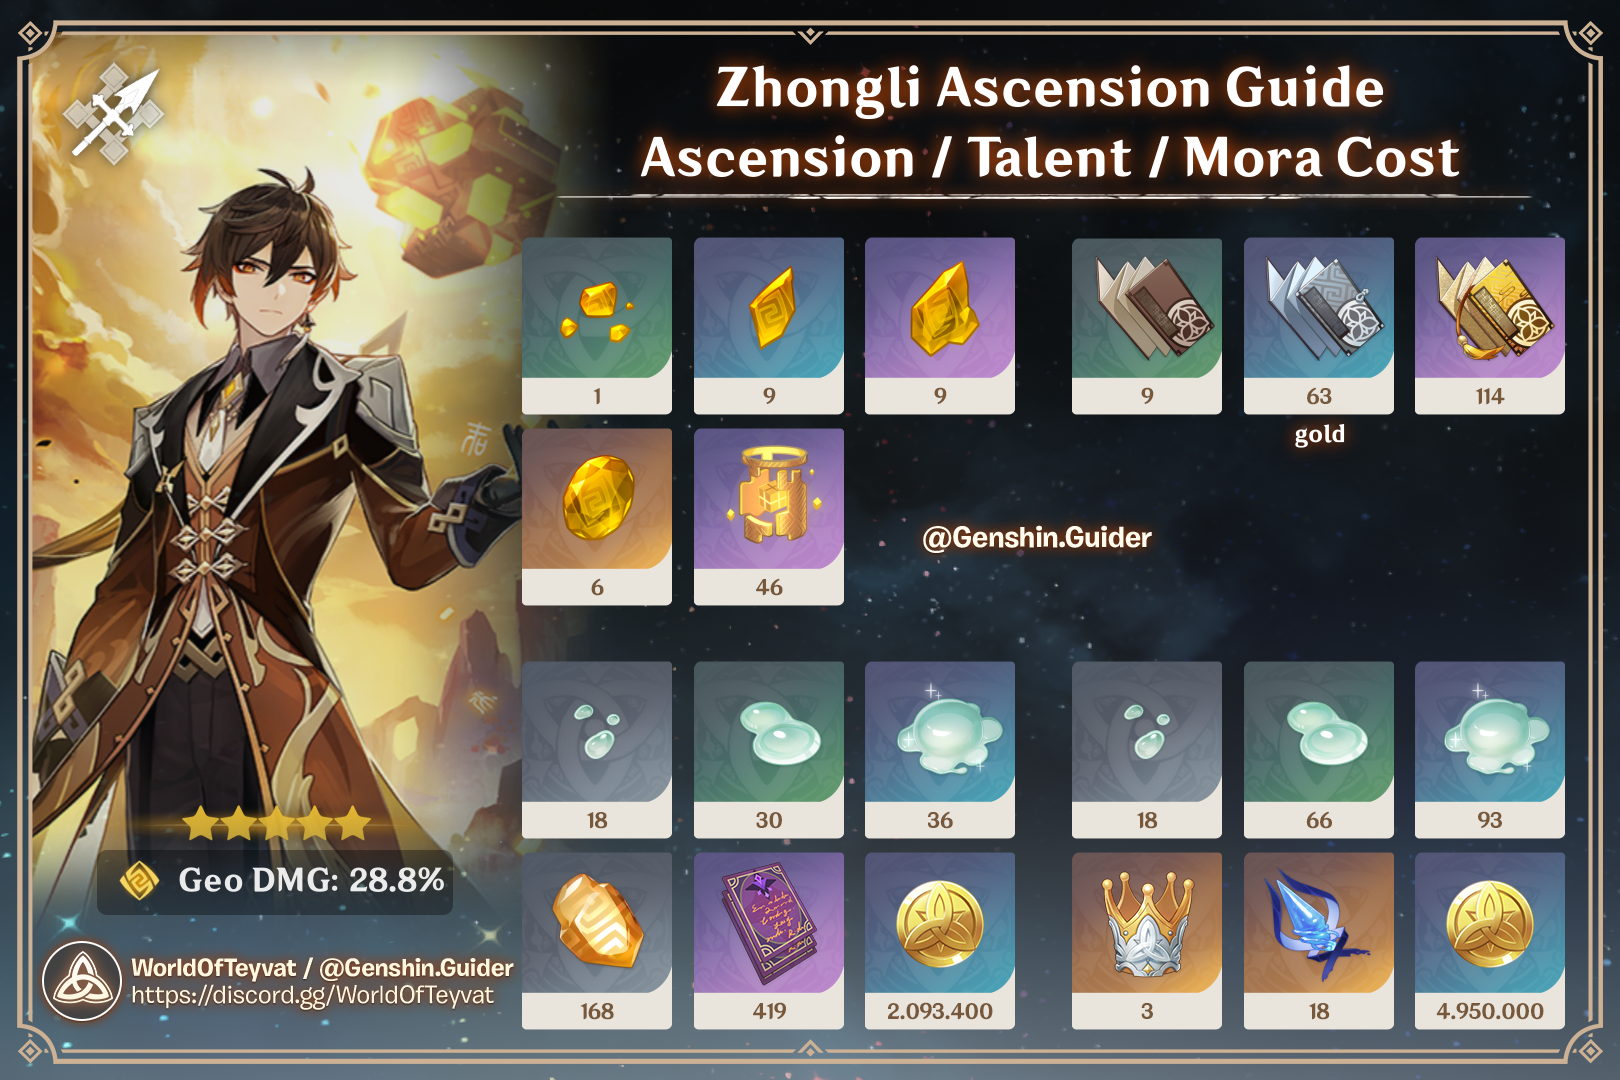 Zhongli Ascension Guide
Ascension / Talent / Mora Cost
1
9
9
9
63
114
gold
6
46
@Genshin.Guider
18
30
36
18
66
93
Geo DMG: 28.8%
168
419
2.093.400
3
18
4.950.000
WorldOfTeyvat / @Genshin.Guider
https://discord.gg/WorldOfTeyvat